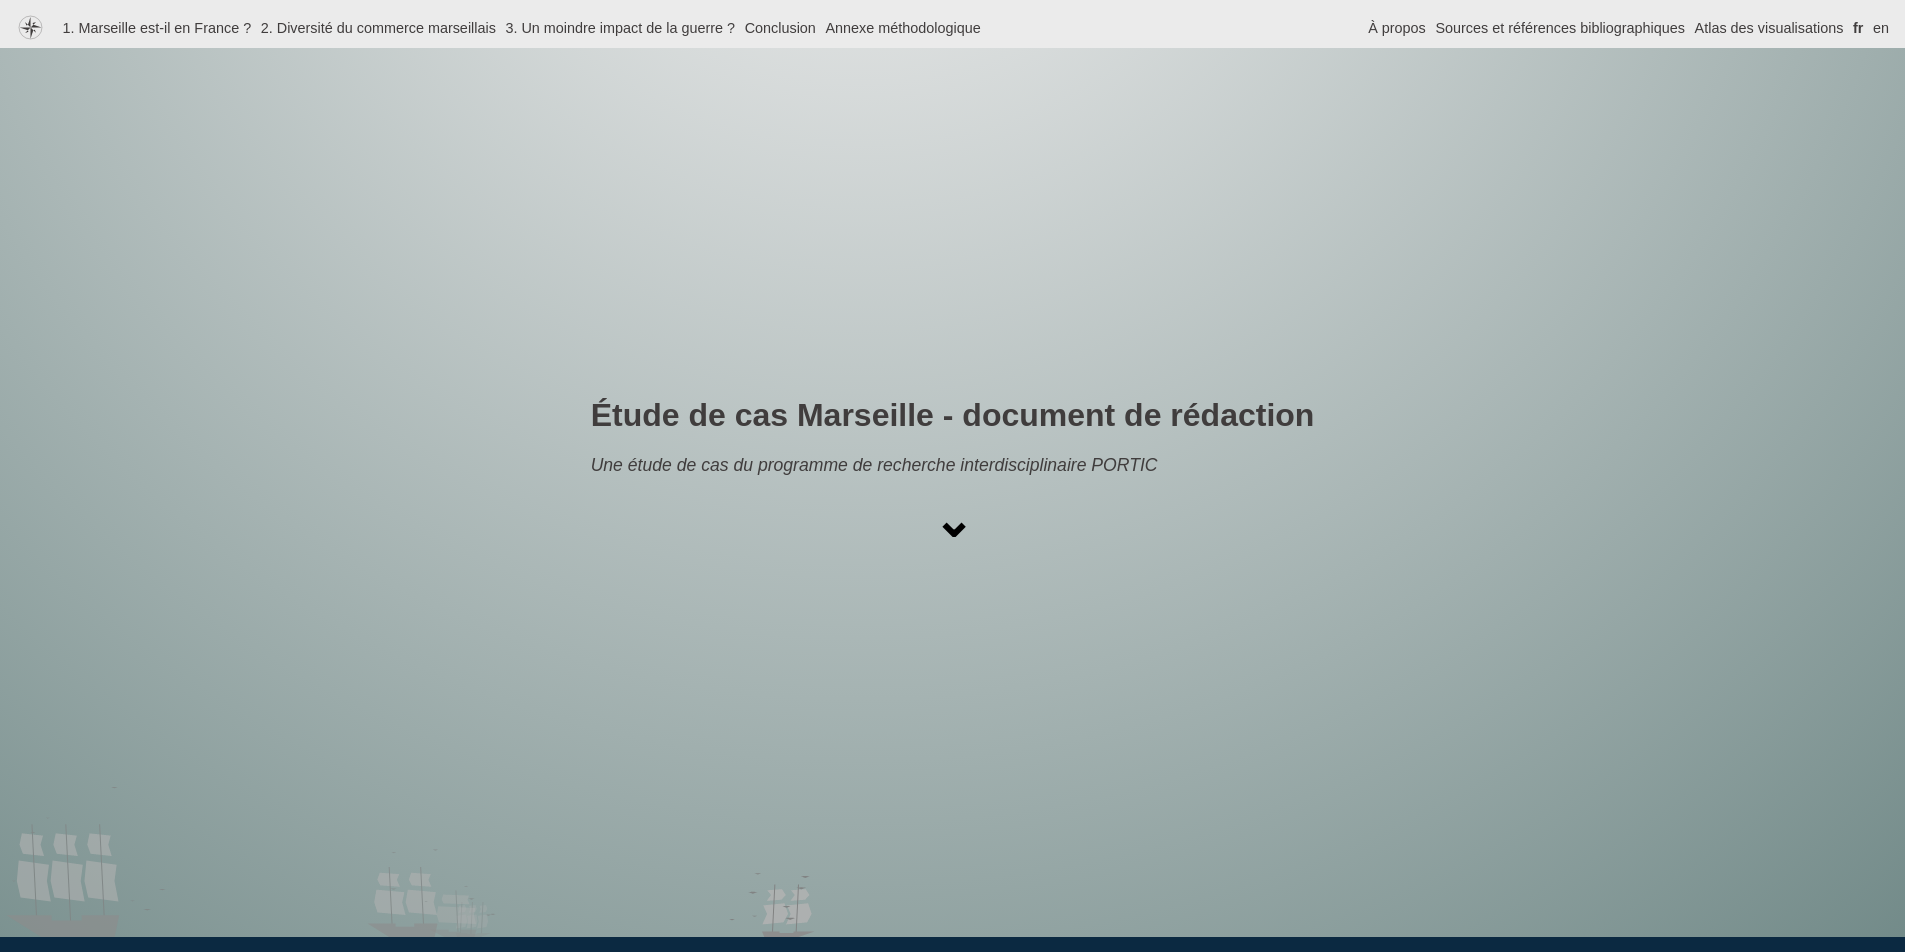 1. Marseille est-il en France ? 2. Diversité du commerce marseillais 3. Un moindre impact de la guerre ? Conclusion Annexe méthodologique À propos Sources et références bibliographiques Atlas des visualisations fr en
Étude de cas Marseille - document de rédaction
Une étude de cas du programme de recherche interdisciplinaire PORTIC